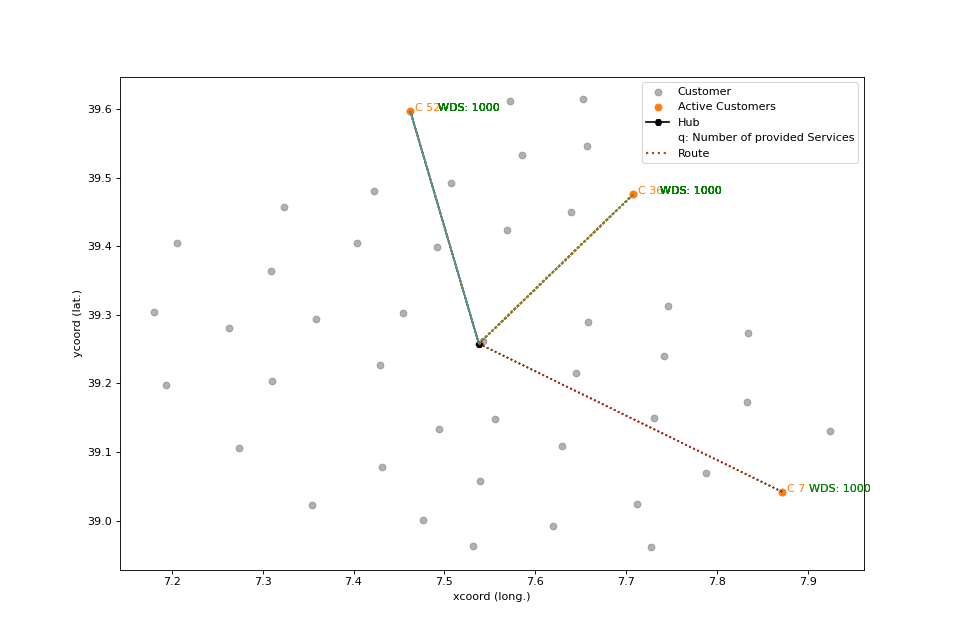 Customer
Active Customers
Hub
q: Number of provided Services
Route
C 52 WDS: 1000
C 36 WDS: 1000
C 7 WDS: 1000
39.6
39.5
39.4
39.3
39.2
39.1
39.0
ycoord (lat.)
7.2 7.3 7.4 7.5 7.6 7.7 7.8 7.9
xcoord (long.)